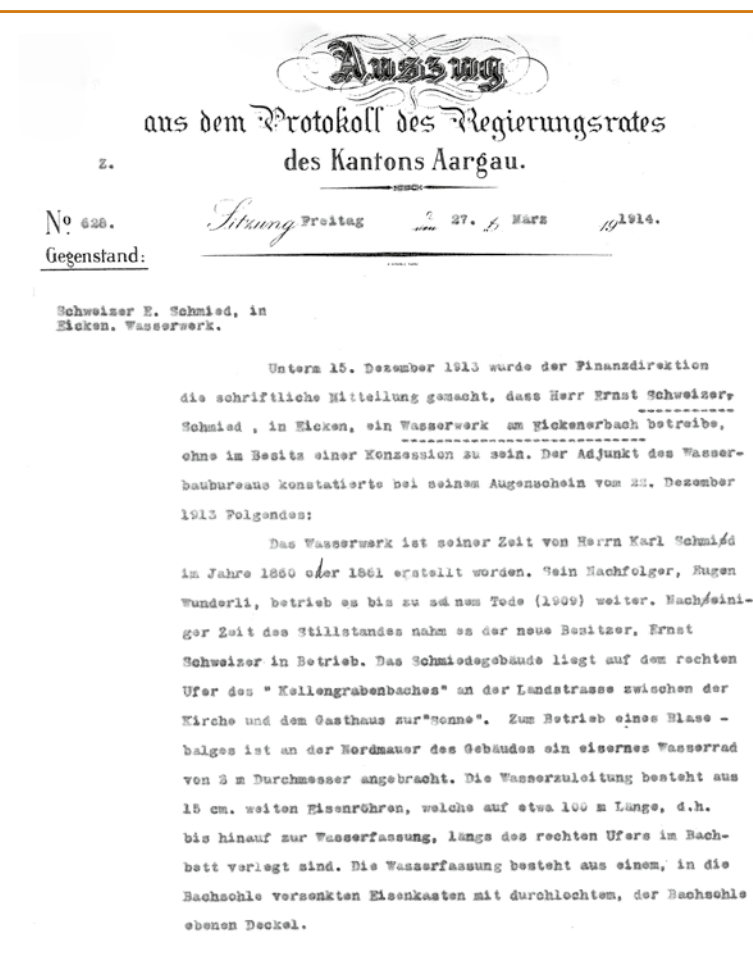 Auszug
aus dem Protokoll des Regierungsrates
des Kantons Aargau.
z.
Nº 628. Sitzung Freitag 27. März 191914.
Gegenstand:
Schweizer E. Schmied, in
Eicken. Wasserwerk.
Unterm 15. Dezember 1913 wurde der Finanzdirektion
die schriftliche Mitteilung gemacht, dass Herr Ernst Schweizer,
Schmied , in Eicken, ein Wasserwerk am Eickenerbach betreibe,
ohne im Besitz einer Konzession zu sein. Der Adjunkt des Wasser-
baubureaus konstatierte bei seinem Augenschein vom 22. Dezember
1913 Folgendes:
Das Wasserwerk ist seiner Zeit von Herrn Karl Schmid
im Jahre 1860 oder 1861 erstellt worden. Sein Nachfolger, Eugen
Wunderli, betrieb es bis zu seinem Tode (1909) weiter. Nach eini-
ger Zeit des Stillstandes nahm es der neue Besitzer, Ernst
Schweizer in Betrieb. Das Schmiedegebäude liegt auf dem rechten
Ufer des " Kellengrabenbaches" an der Landstrasse zwischen der
Kirche und dem Gasthaus zur"Sonne". Zum Betrieb eines Blase -
balges ist an der Nordmauer des Gebäudes ein eisernes Wasserrad
von 3 m Durchmesser angebracht. Die Wasserzuleitung besteht aus
15 cm. weiten Eisenröhren, welche auf etwa 100 m Länge, d.h.
bis hinauf zur Wasserfassung, längs des rechten Ufers im Bach-
bett verlegt sind. Die Wasserfassung besteht aus einem, in die
Bachsohle versenkten Eisenkasten mit durchlochtem, der Bachsohle
ebenen Deckel.